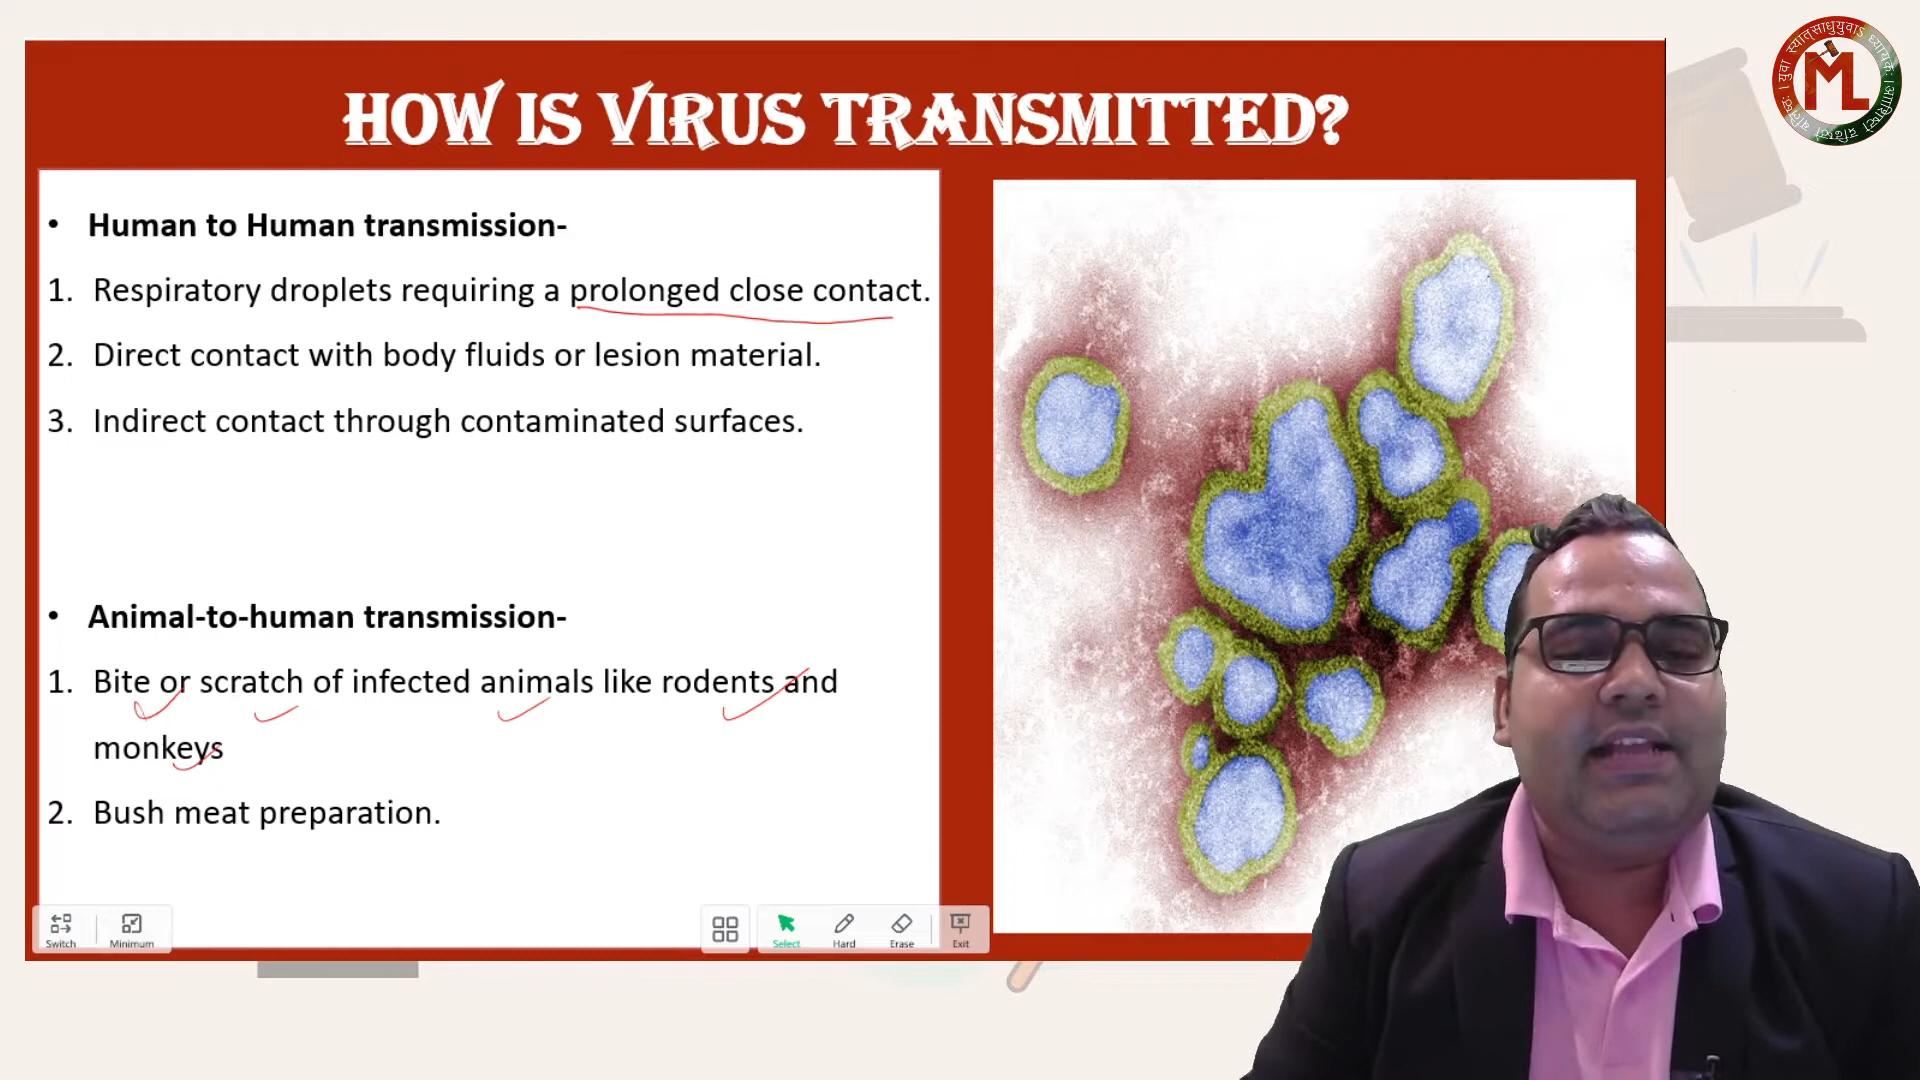 HOW IS VIRUS TRANSMITTED?
• Human to Human transmission-
1. Respiratory droplets requiring a prolonged close contact.
2. Direct contact with body fluids or lesion material.
3. Indirect contact through contaminated surfaces.
• Animal-to-human transmission-
1. Bite or scratch of infected animals like rodents and
monkeys
2. Bush meat preparation.
Switch
Minimum
Select
Hard
Erase
Exit
ML